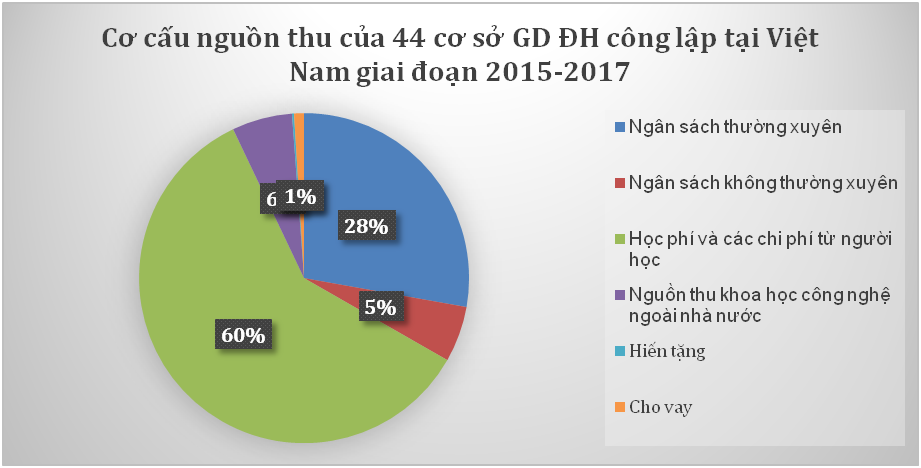 Cơ cấu nguồn thu của 44 cơ sở GD ĐH công lập tại Việt
Nam giai đoạn 2015-2017
Ngân sách thường xuyên
Ngân sách không thường xuyên
Học phí và các chi phí từ người
học
Nguồn thu khoa học công nghệ
ngoài nhà nước
Hiến tặng
Cho vay
6
1%
28%
5%
60%